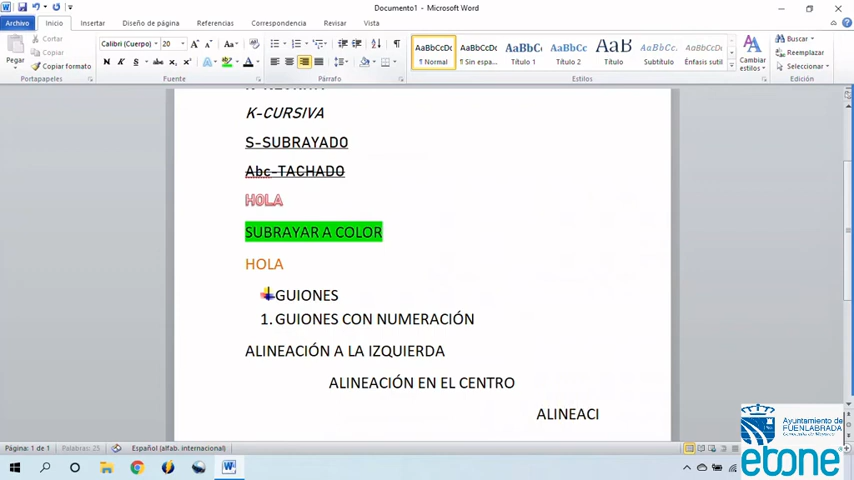 Documento1 - Microsoft Word
Archivo Inicio Insertar Diseño de página Referencias Correspondencia Revisar Vista
Cortar
Copiar
Copiar formato
Pegar
Portapapeles
Calibri (Cuerpo) 20
Fuente
Párrafo
AaBbCcDc AaBbCcDc AaBbC AaBbCc AaB AaBbCc. AaBbCcDc
¶ Normal ¶ Sin espa... Título 1 Título 2 Título Subtítulo Énfasis sutil
Estilos
Cambiar estilos
Buscar
Reemplazar
Seleccionar
Edición
K-CURSIVA
S-SUBRAYADO
Abc-TACHADO
HOLA
SUBRAYAR A COLOR
HOLA
GUIONES
1. GUIONES CON NUMERACIÓN
ALINEACIÓN A LA IZQUIERDA
ALINEACIÓN EN EL CENTRO
ALINEACI
Página: 1 de 1 Palabras: 25 Español (alfab. internacional)
Ayuntamiento de
FUENLABRADA
etone